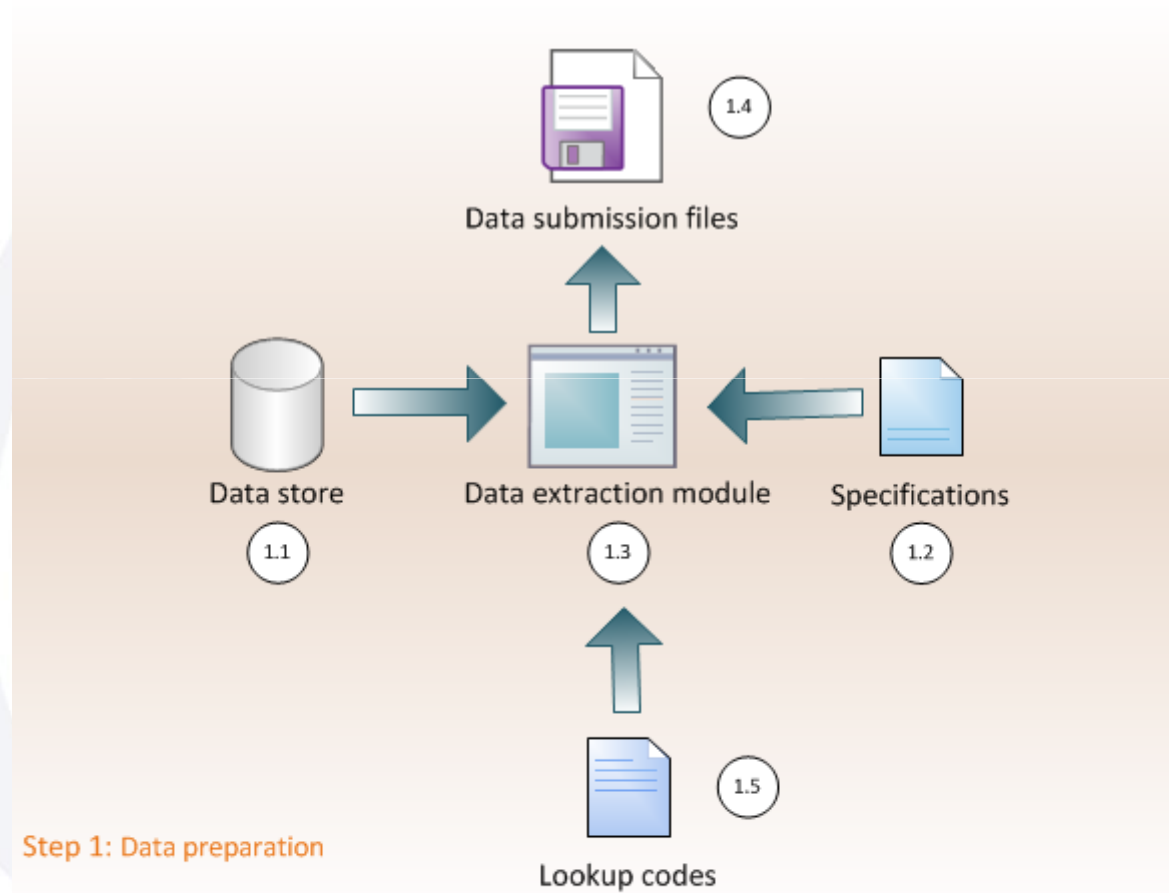 1.4
Data submission files
Data store
Data extraction module
Specifications
1.1
1.3
1.2
1.5
Step 1: Data preparation
Lookup codes